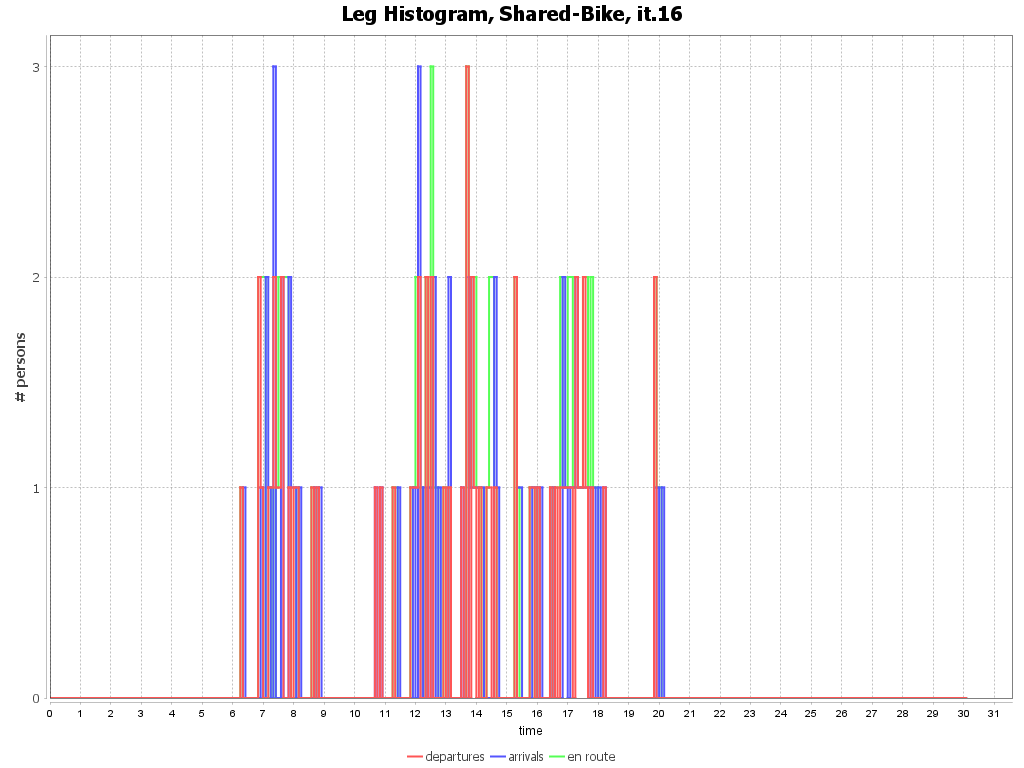 Leg Histogram, Shared-Bike, it.16
# persons
3
2
1
0
0 1 2 3 4 5 6 7 8 9 10 11 12 13 14 15 16 17 18 19 20 21 22 23 24 25 26 27 28 29 30 31
time
departures arrivals en route